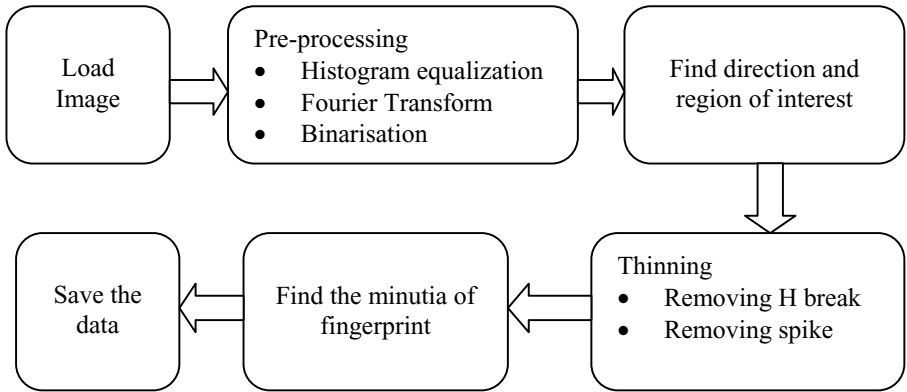 Load
Image
Pre-processing
• Histogram equalization
• Fourier Transform
• Binarisation
Find direction and
region of interest
Thinning
• Removing H break
• Removing spike
Find the minutia of
fingerprint
Save the
data